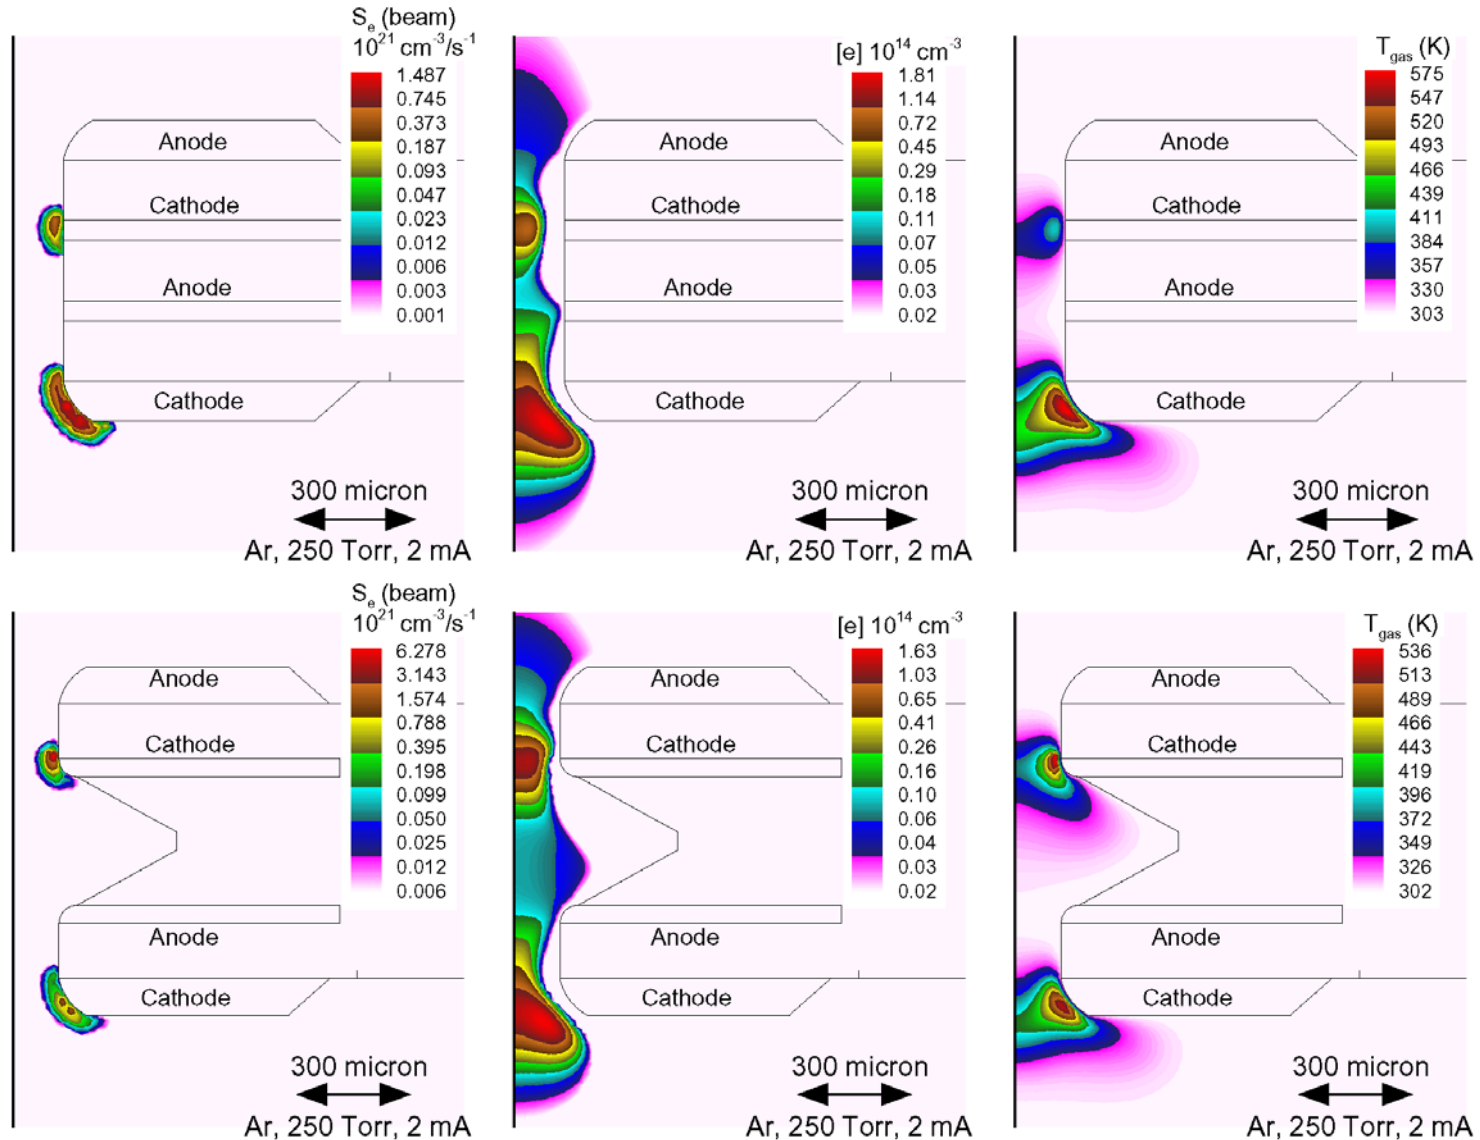 Sₑ (beam)
10²¹ cm⁻³/s⁻¹
1.487
0.745
0.373
0.187
0.093
0.047
0.023
0.012
0.006
0.003
0.001
Anode
Cathode
Anode
Cathode
300 micron
Ar, 250 Torr, 2 mA
[e] 10¹⁴ cm⁻³
1.81
1.14
0.72
0.45
0.29
0.18
0.11
0.07
0.05
0.03
0.02
Anode
Cathode
Anode
Cathode
300 micron
Ar, 250 Torr, 2 mA
T_gas (K)
575
547
520
493
466
439
411
384
357
330
303
Anode
Cathode
Anode
Cathode
300 micron
Ar, 250 Torr, 2 mA
Sₑ (beam)
10²¹ cm⁻³/s⁻¹
6.278
3.143
1.574
0.788
0.395
0.198
0.099
0.050
0.025
0.012
0.006
Anode
Cathode
Anode
Cathode
300 micron
Ar, 250 Torr, 2 mA
[e] 10¹⁴ cm⁻³
1.63
1.03
0.65
0.41
0.26
0.16
0.10
0.06
0.04
0.03
0.02
Anode
Cathode
Anode
Cathode
300 micron
Ar, 250 Torr, 2 mA
T_gas (K)
536
513
489
466
443
419
396
372
349
326
302
Anode
Cathode
Anode
Cathode
300 micron
Ar, 250 Torr, 2 mA